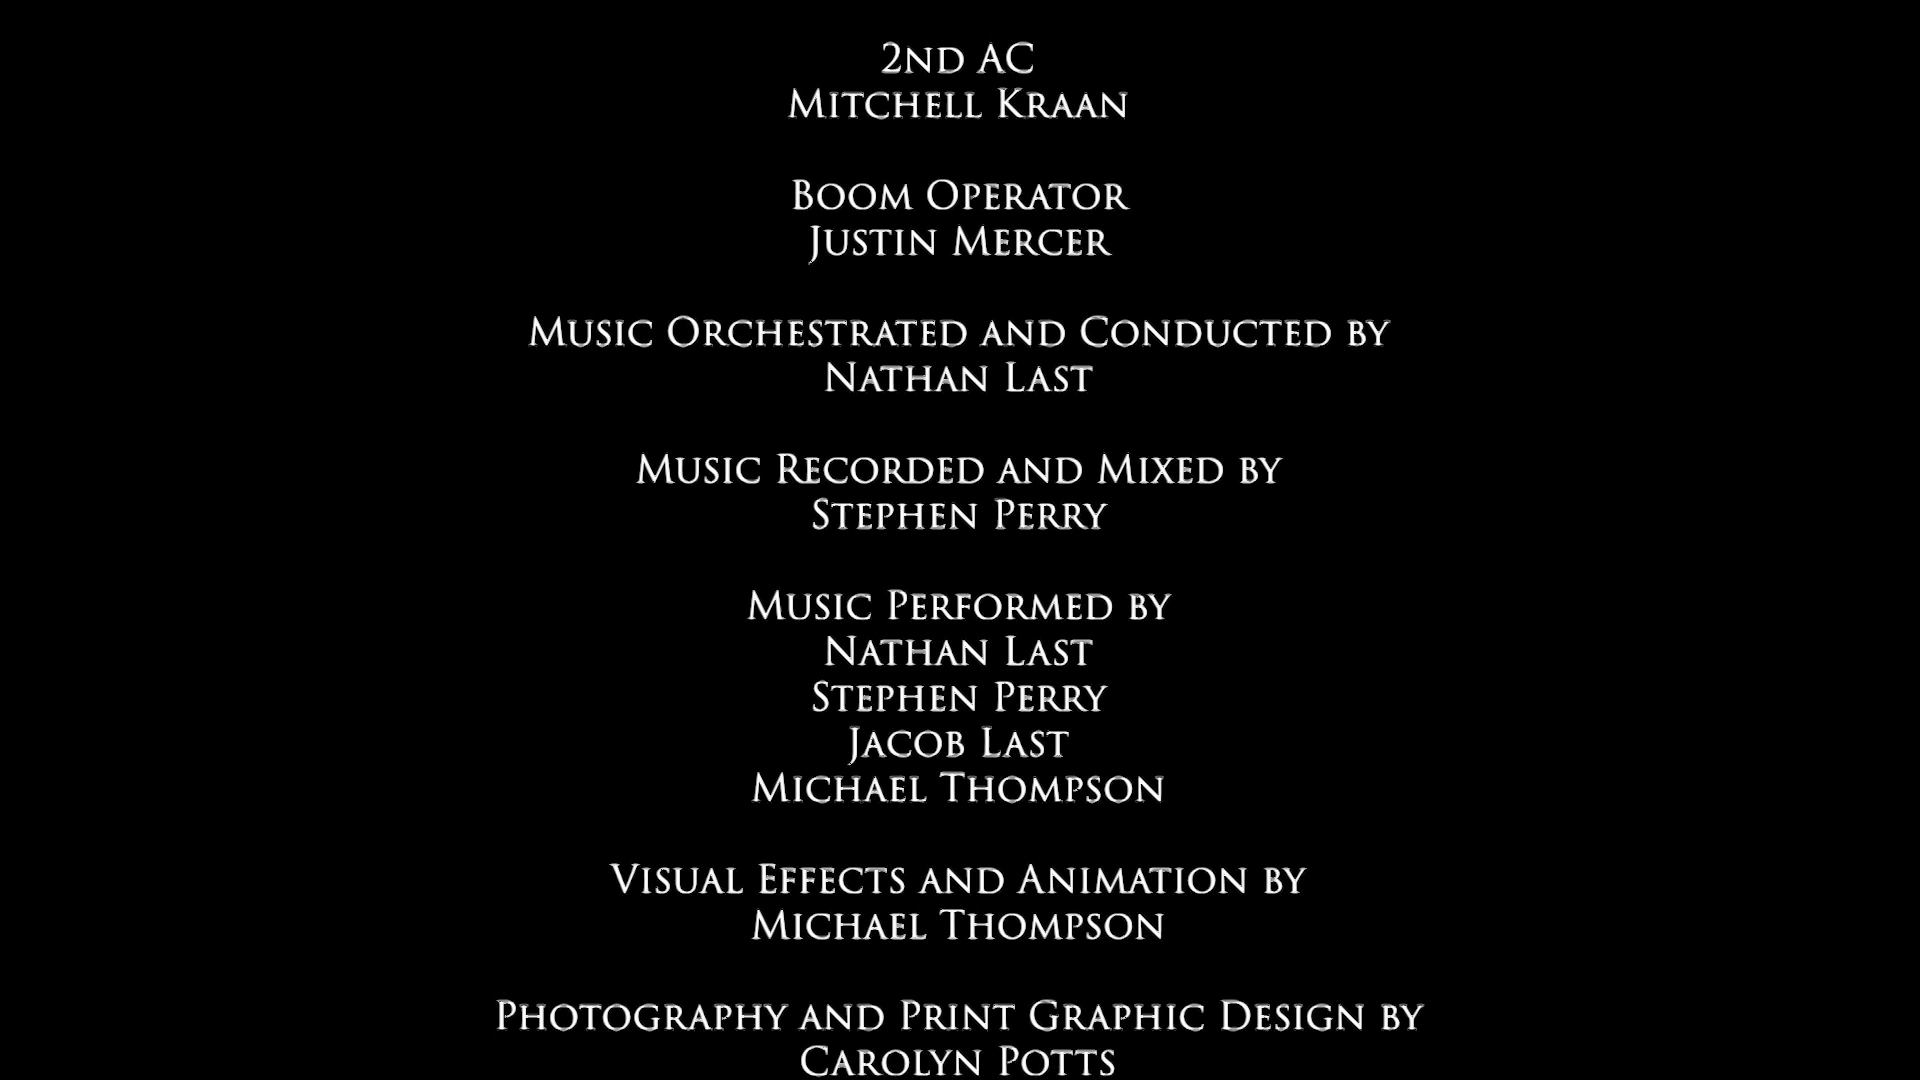 2nd AC
Mitchell Kraan
Boom Operator
Justin Mercer
Music Orchestrated and Conducted by
Nathan Last
Music Recorded and Mixed by
Stephen Perry
Music Performed by
Nathan Last
Stephen Perry
Jacob Last
Michael Thompson
Visual Effects and Animation by
Michael Thompson
Photography and Print Graphic Design by
Carolyn Potts